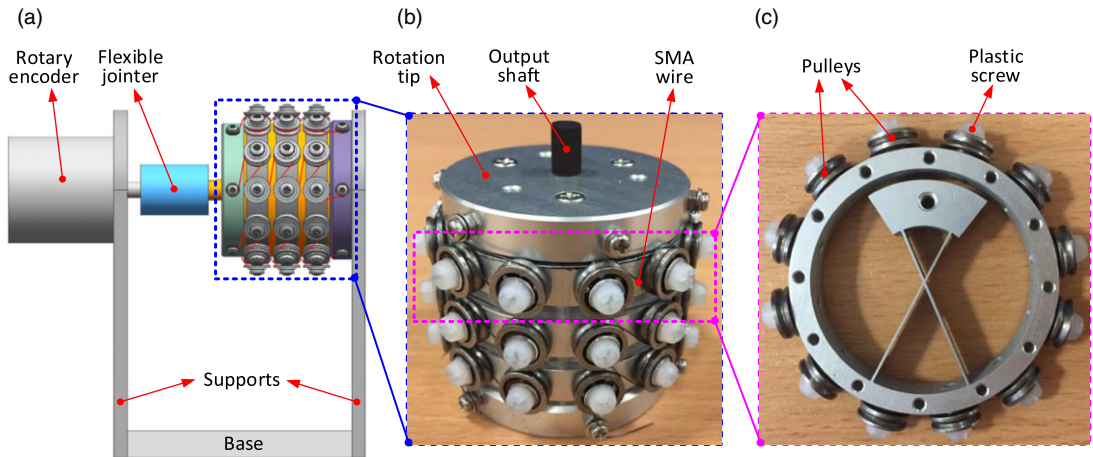 (a)
(b)
(c)
Rotary
encoder
Flexible
jointer
Rotation
tip
Output
shaft
SMA
wire
Pulleys
Plastic
screw
Supports
Base